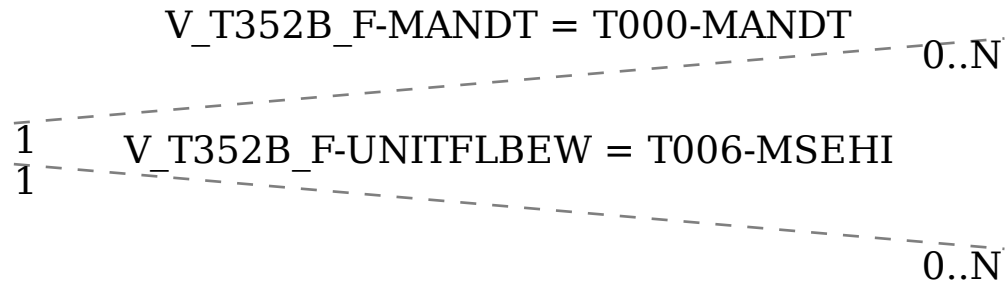 V_T352B_F-MANDT = T000-MANDT
0..N
1
V_T352B_F-UNITFLBEW = T006-MSEHI
1
0..N